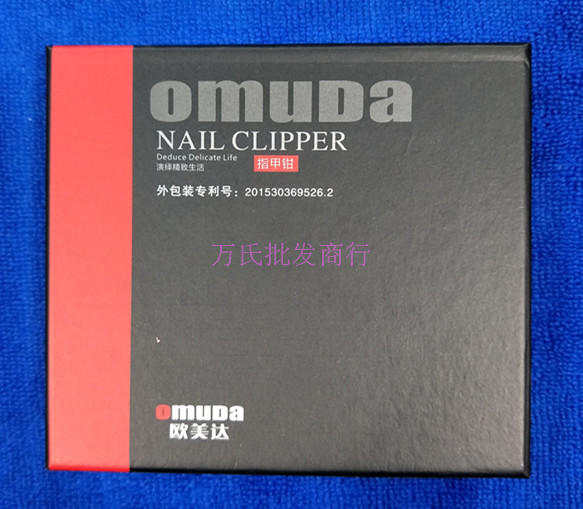 omuDa
NAIL CLIPPER
Deduce Delicate Life
演绎精致生活
指甲钳
外包装专利号：201530369526.2
万氏批发商行
omuDa
欧美达